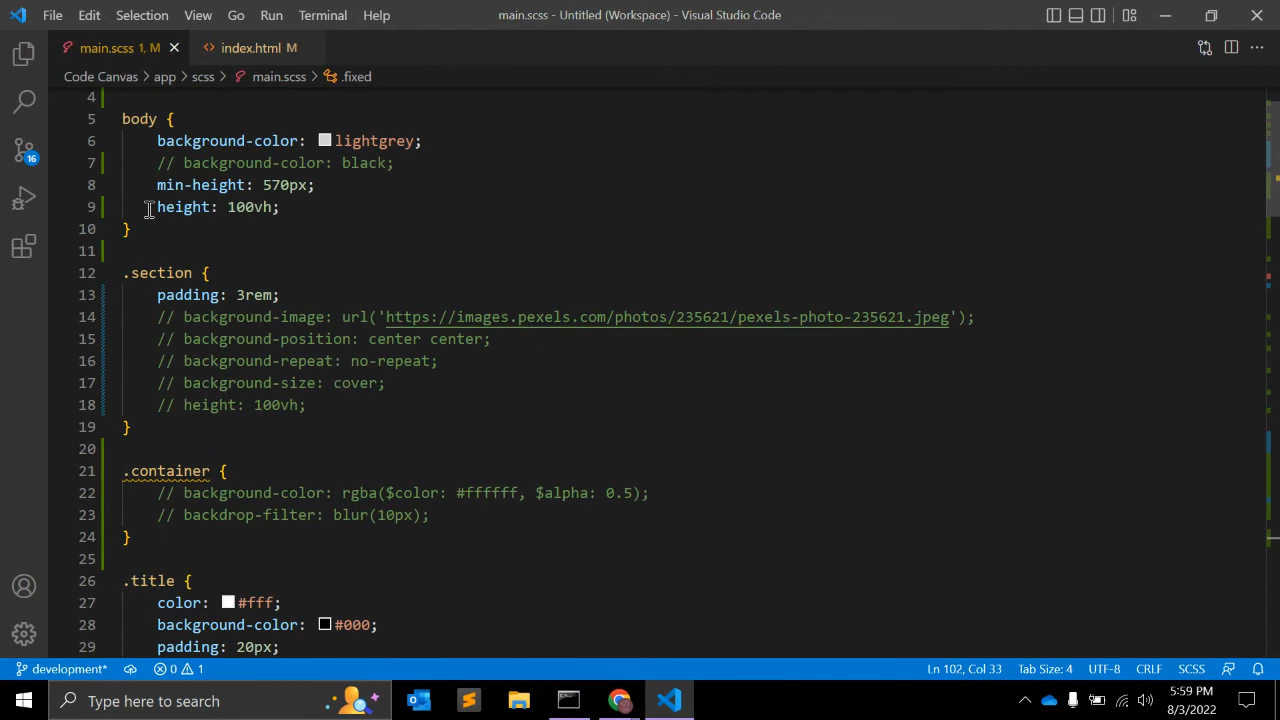 File Edit Selection View Go Run Terminal Help main.scss - Untitled (Workspace) - Visual Studio Code
main.scss 1, M index.html M
Code Canvas > app > scss > main.scss > .fixed
4
5 body {
6 background-color: lightgrey;
7 // background-color: black;
8 min-height: 570px;
9 height: 100vh;
10 }
11
12 .section {
13 padding: 3rem;
14 // background-image: url('https://images.pexels.com/photos/235621/pexels-photo-235621.jpeg');
15 // background-position: center center;
16 // background-repeat: no-repeat;
17 // background-size: cover;
18 // height: 100vh;
19 }
20
21 .container {
22 // background-color: rgba($color: #ffffff, $alpha: 0.5);
23 // backdrop-filter: blur(10px);
24 }
25
26 .title {
27 color: #fff;
28 background-color: #000;
29 padding: 20px;
16
development* 0 1 Ln 102, Col 33 Tab Size: 4 UTF-8 CRLF SCSS
Type here to search 5:59 PM
8/3/2022